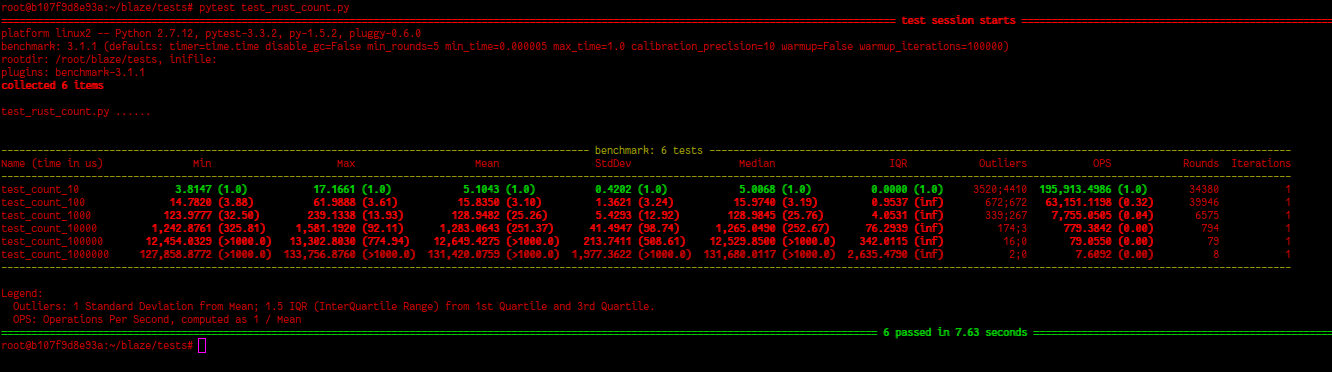 root@b107f9d8e93a:~/blaze/tests# pytest test_rust_count.py
test session starts
platform linux2 -- Python 2.7.12, pytest-3.3.2, py-1.5.2, pluggy-0.6.0
benchmark: 3.1.1 (defaults: timer=time.time disable_gc=False min_rounds=5 min_time=0.000005 max_time=1.0 calibration_precision=10 warmup=False warmup_iterations=100000)
rootdir: /root/blaze/tests, inifile:
plugins: benchmark-3.1.1
collected 6 items
test_rust_count.py ......
benchmark: 6 tests
Name (time in us) Min Max Mean StdDev Median IQR Outliers OPS Rounds Iterations
test_count_10 3.8147 (1.0) 17.1661 (1.0) 5.1043 (1.0) 0.4202 (1.0) 5.0068 (1.0) 0.0000 (1.0) 3520;4410 195,913.4986 (1.0) 34380 1
test_count_100 14.7820 (3.88) 61.9888 (3.61) 15.8350 (3.10) 1.3621 (3.24) 15.9740 (3.19) 0.9537 (inf) 672;672 63,151.1198 (0.32) 39946 1
test_count_1000 123.9777 (32.50) 239.1338 (13.93) 128.9482 (25.26) 5.4293 (12.92) 128.9845 (25.76) 4.0531 (inf) 339;267 7,755.0505 (0.04) 6575 1
test_count_10000 1,242.8761 (325.81) 1,581.1920 (92.11) 1,283.0643 (251.37) 41.4947 (98.74) 1,265.0490 (252.67) 76.2939 (inf) 174;3 779.3842 (0.00) 794 1
test_count_100000 12,454.0329 (>1000.0) 13,302.8030 (774.94) 12,649.4275 (>1000.0) 213.7411 (508.61) 12,529.8500 (>1000.0) 342.0115 (inf) 16;0 79.0550 (0.00) 79 1
test_count_1000000 127,858.8772 (>1000.0) 133,756.8760 (>1000.0) 131,420.0759 (>1000.0) 1,977.3622 (>1000.0) 131,680.0117 (>1000.0) 2,635.4790 (inf) 2;0 7.6092 (0.00) 8 1
Legend:
Outliers: 1 Standard Deviation from Mean; 1.5 IQR (InterQuartile Range) from 1st Quartile and 3rd Quartile.
OPS: Operations Per Second, computed as 1 / Mean
6 passed in 7.63 seconds
root@b107f9d8e93a:~/blaze/tests#